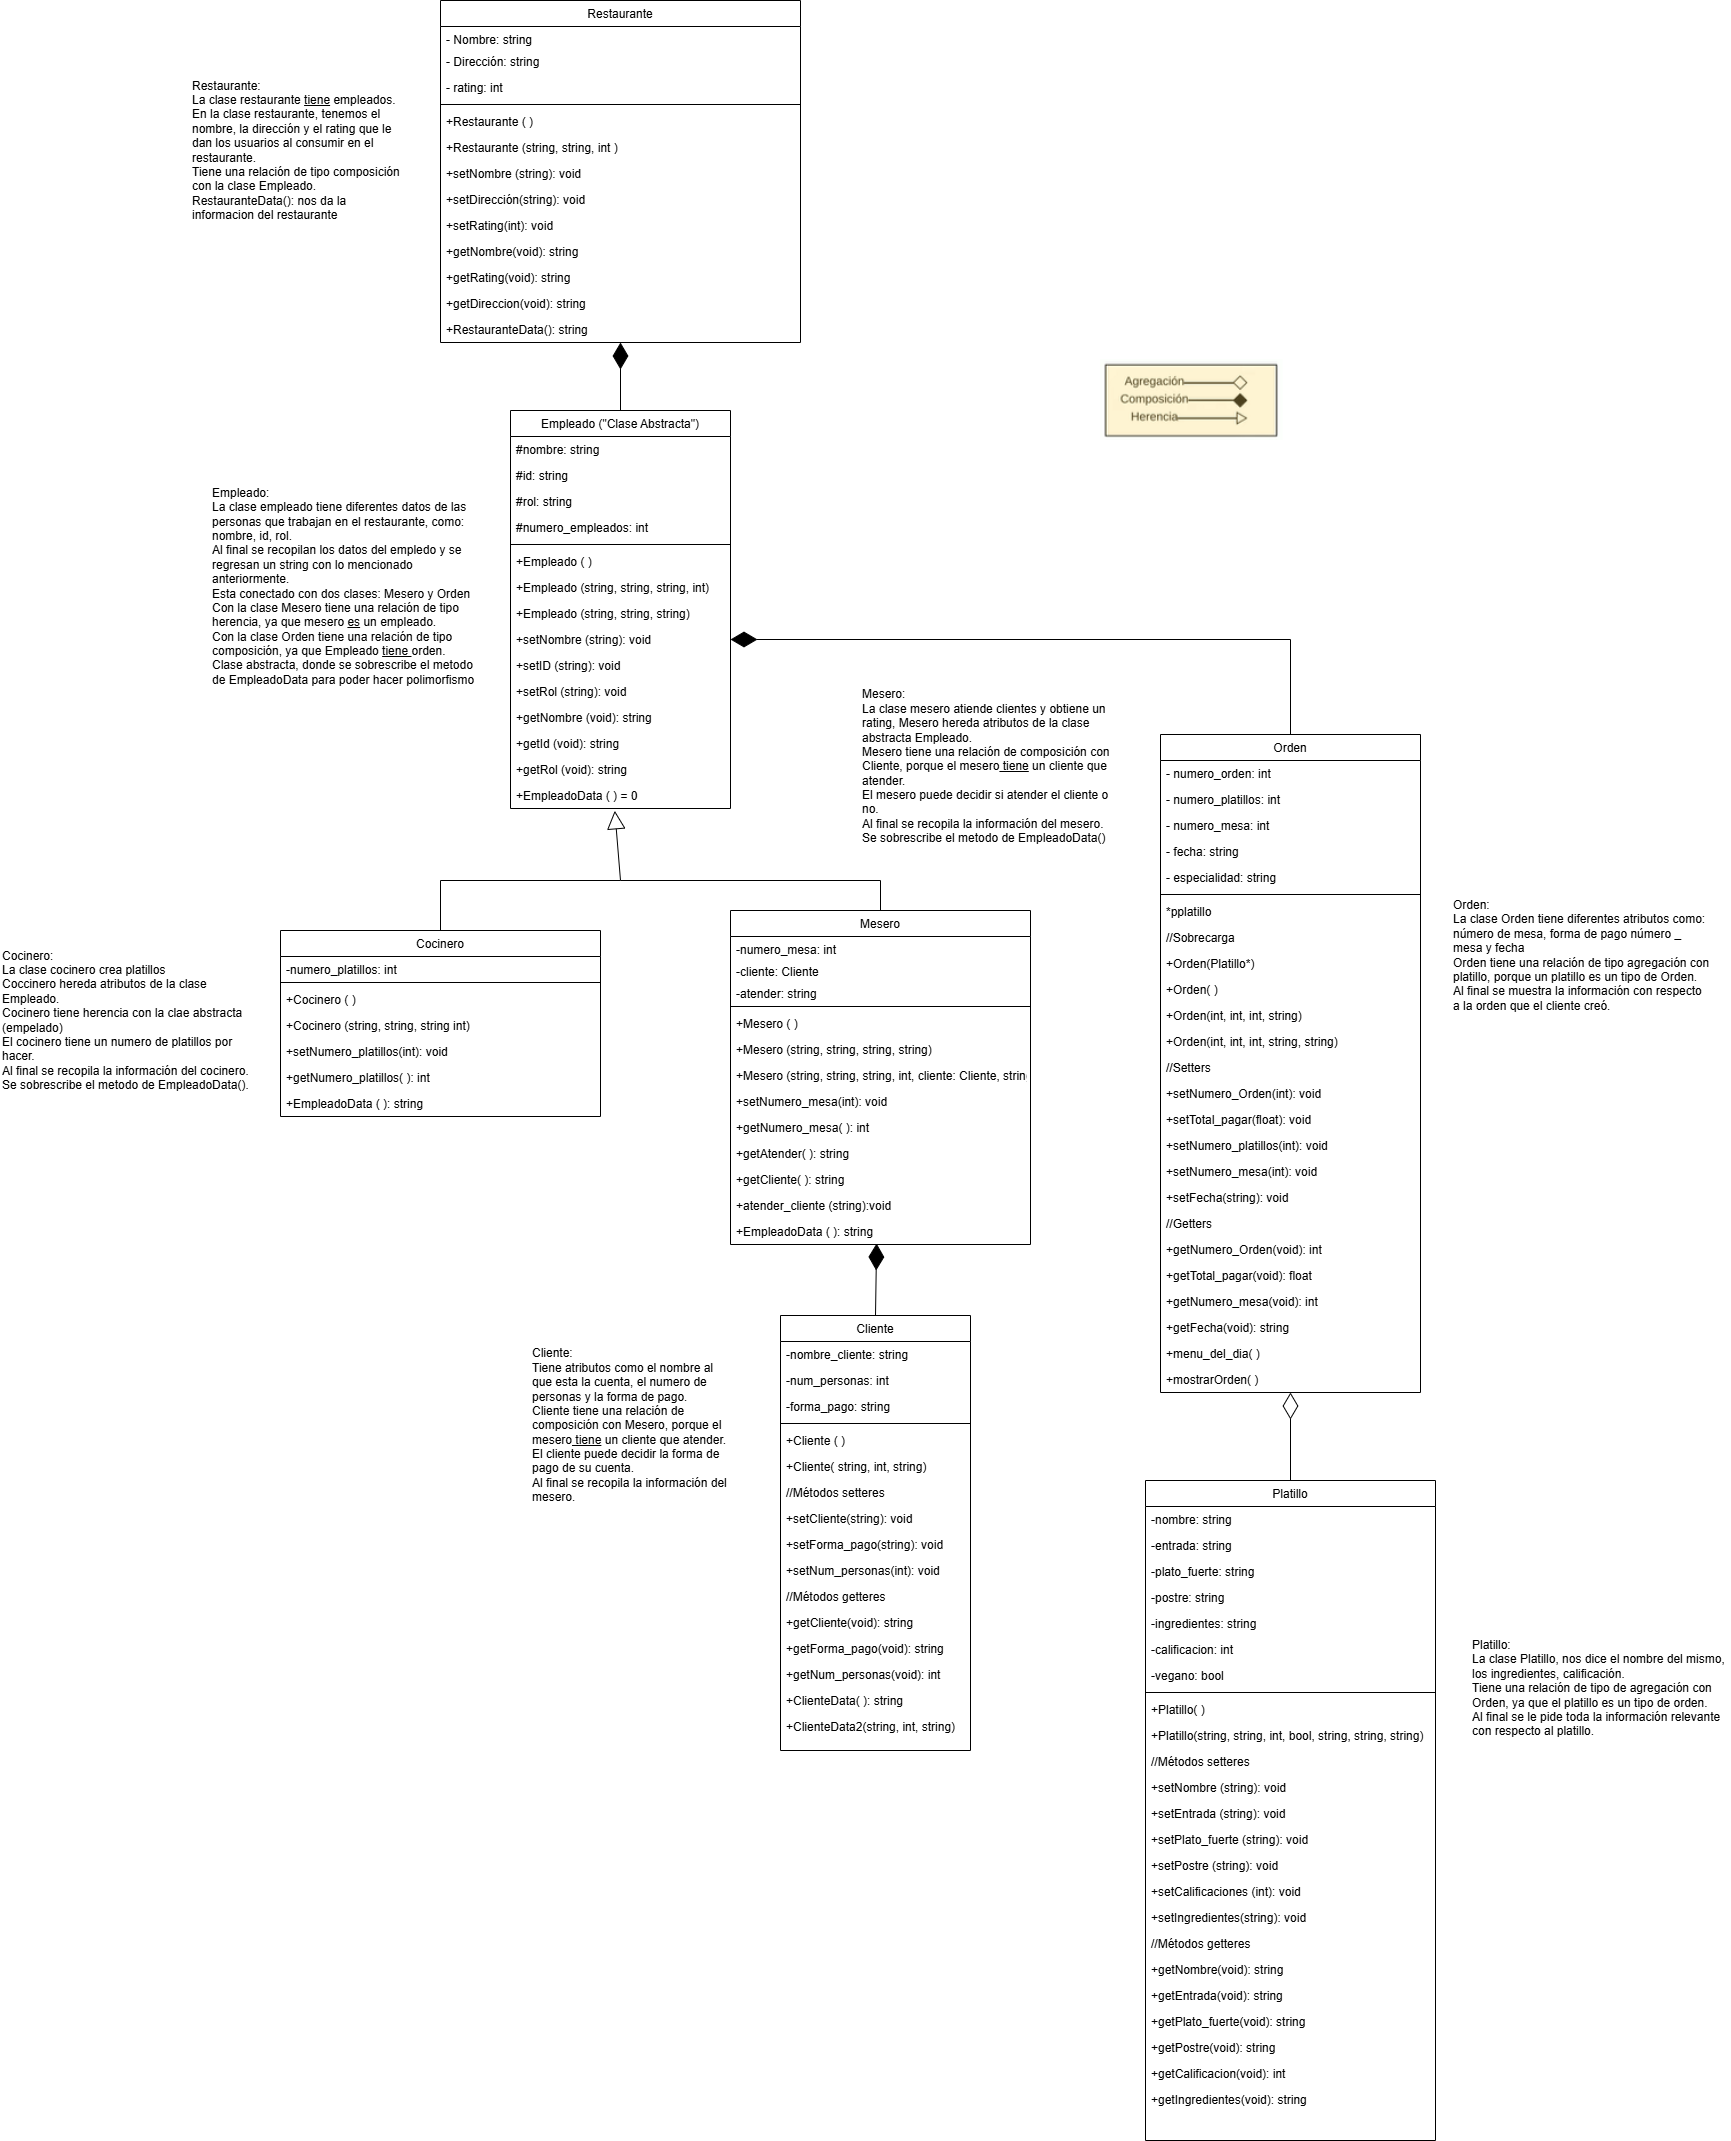 Restaurante
- Nombre: string
- Dirección: string
- rating: int
+Restaurante ( )
+Restaurante (string, string, int )
+setNombre (string): void
+setDirección(string): void
+setRating(int): void
+getNombre(void): string
+getRating(void): string
+getDireccion(void): string
+RestauranteData(): string
Restaurante:
La clase restaurante tiene empleados.
En la clase restaurante, tenemos el
nombre, la dirección y el rating que le
dan los usuarios al consumir en el
restaurante.
Tiene una relación de tipo composición
con la clase Empleado.
RestauranteData(): nos da la
informacion del restaurante
Agregación
Composición
Herencia
Empleado ("Clase Abstracta")
#nombre: string
#id: string
#rol: string
#numero_empleados: int
+Empleado ( )
+Empleado (string, string, string, int)
+Empleado (string, string, string)
+setNombre (string): void
+setID (string): void
+setRol (string): void
+getNombre (void): string
+getId (void): string
+getRol (void): string
+EmpleadoData ( ) = 0
Empleado:
La clase empleado tiene diferentes datos de las
personas que trabajan en el restaurante, como:
nombre, id, rol.
Al final se recopilan los datos del empledo y se
regresan un string con lo mencionado
anteriormente.
Esta conectado con dos clases: Mesero y Orden
Con la clase Mesero tiene una relación de tipo
herencia, ya que mesero es un empleado.
Con la clase Orden tiene una relación de tipo
composición, ya que Empleado tiene orden.
Clase abstracta, donde se sobrescribe el metodo
de EmpleadoData para poder hacer polimorfismo
Mesero:
La clase mesero atiende clientes y obtiene un
rating, Mesero hereda atributos de la clase
abstracta Empleado.
Mesero tiene una relación de composición con
Cliente, porque el mesero tiene un cliente que
atender.
El mesero puede decidir si atender el cliente o
no.
Al final se recopila la información del mesero.
Se sobrescribe el metodo de EmpleadoData()
Orden
- numero_orden: int
- numero_platillos: int
- numero_mesa: int
- fecha: string
- especialidad: string
*pplatillo
//Sobrecarga
+Orden(Platillo*)
+Orden( )
+Orden(int, int, int, string)
+Orden(int, int, int, string, string)
//Setters
+setNumero_Orden(int): void
+setTotal_pagar(float): void
+setNumero_platillos(int): void
+setNumero_mesa(int): void
+setFecha(string): void
//Getters
+getNumero_Orden(void): int
+getTotal_pagar(void): float
+getNumero_mesa(void): int
+getFecha(void): string
+menu_del_dia( )
+mostrarOrden( )
Orden:
La clase Orden tiene diferentes atributos como:
número de mesa, forma de pago número _
mesa y fecha
Orden tiene una relación de tipo agregación con
platillo, porque un platillo es un tipo de Orden.
Al final se muestra la información con respecto
a la orden que el cliente creó.
Cocinero:
La clase cocinero crea platillos
Coccinero hereda atributos de la clase
Empleado.
Cocinero tiene herencia con la clae abstracta
(empelado)
El cocinero tiene un numero de platillos por
hacer.
Al final se recopila la información del cocinero.
Se sobrescribe el metodo de EmpleadoData().
Cocinero
-numero_platillos: int
+Cocinero ( )
+Cocinero (string, string, string int)
+setNumero_platillos(int): void
+getNumero_platillos( ): int
+EmpleadoData ( ): string
Mesero
-numero_mesa: int
-cliente: Cliente
-atender: string
+Mesero ( )
+Mesero (string, string, string, string)
+Mesero (string, string, string, int, cliente: Cliente, strin
+setNumero_mesa(int): void
+getNumero_mesa( ): int
+getAtender( ): string
+getCliente( ): string
+atender_cliente (string):void
+EmpleadoData ( ): string
Cliente:
Tiene atributos como el nombre al
que esta la cuenta, el numero de
personas y la forma de pago.
Cliente tiene una relación de
composición con Mesero, porque el
mesero tiene un cliente que atender.
El cliente puede decidir la forma de
pago de su cuenta.
Al final se recopila la información del
mesero.
Cliente
-nombre_cliente: string
-num_personas: int
-forma_pago: string
+Cliente ( )
+Cliente( string, int, string)
//Métodos setteres
+setCliente(string): void
+setForma_pago(string): void
+setNum_personas(int): void
//Métodos getteres
+getCliente(void): string
+getForma_pago(void): string
+getNum_personas(void): int
+ClienteData( ): string
+ClienteData2(string, int, string)
Platillo
-nombre: string
-entrada: string
-plato_fuerte: string
-postre: string
-ingredientes: string
-calificacion: int
-vegano: bool
+Platillo( )
+Platillo(string, string, int, bool, string, string, string)
//Métodos setteres
+setNombre (string): void
+setEntrada (string): void
+setPlato_fuerte (string): void
+setPostre (string): void
+setCalificaciones (int): void
+setIngredientes(string): void
//Métodos getteres
+getNombre(void): string
+getEntrada(void): string
+getPlato_fuerte(void): string
+getPostre(void): string
+getCalificacion(void): int
+getIngredientes(void): string
Platillo:
La clase Platillo, nos dice el nombre del mismo,
los ingredientes, calificación.
Tiene una relación de tipo de agregación con
Orden, ya que el platillo es un tipo de orden.
Al final se le pide toda la información relevante
con respecto al platillo.